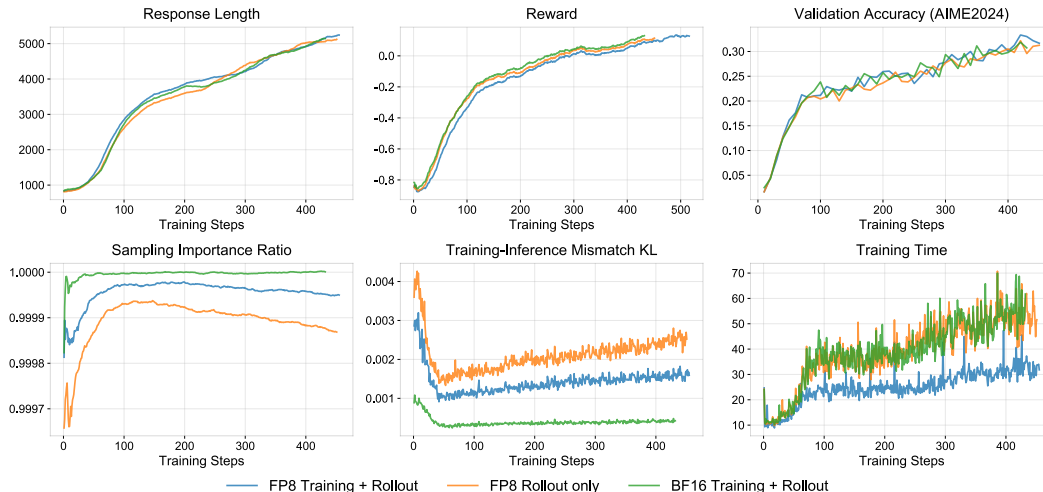 Response Length
5000
4000
3000
2000
1000
0 100 200 300 400
Training Steps
Reward
0.0
−0.2
−0.4
−0.6
−0.8
0 100 200 300 400 500
Training Steps
Validation Accuracy (AIME2024)
0.30
0.25
0.20
0.15
0.10
0.05
0 100 200 300 400
Training Steps
Sampling Importance Ratio
1.0000
0.9999
0.9998
0.9997
0 100 200 300 400
Training Steps
Training-Inference Mismatch KL
0.004
0.003
0.002
0.001
0 100 200 300 400
Training Steps
Training Time
70
60
50
40
30
20
10
0 100 200 300 400
Training Steps
FP8 Training + Rollout FP8 Rollout only BF16 Training + Rollout